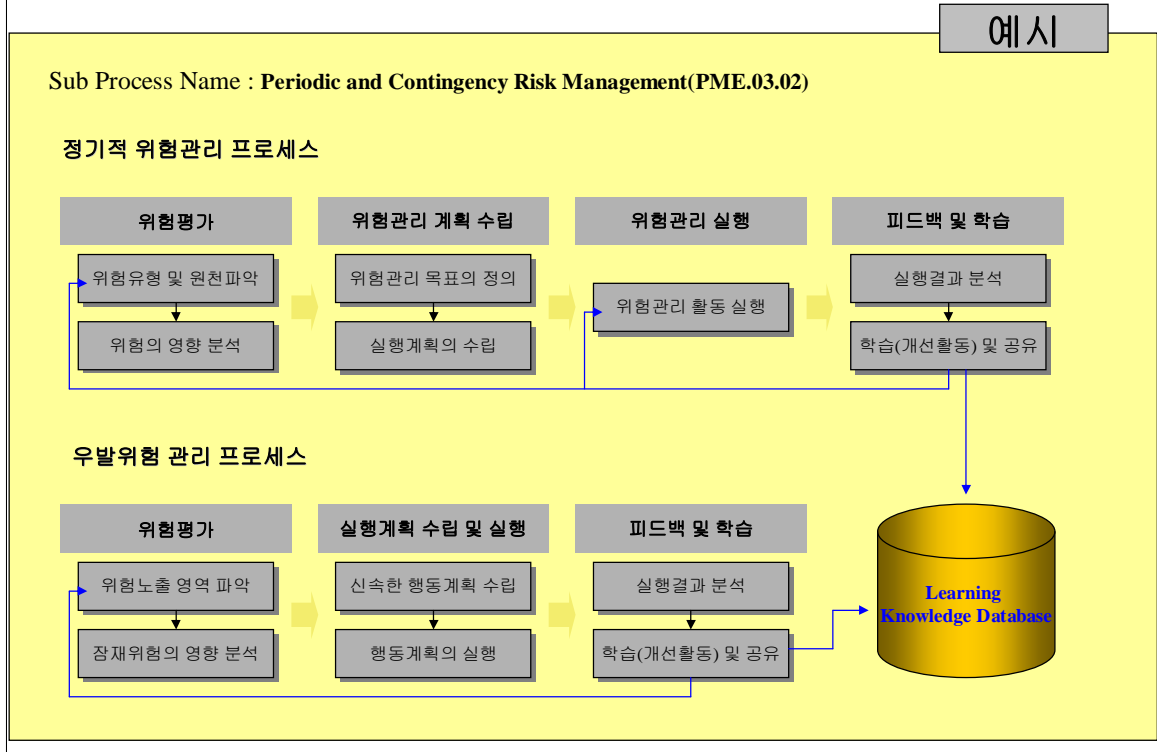 예시
Sub Process Name : Periodic and Contingency Risk Management(PME.03.02)
정기적 위험관리 프로세스
위험평가
위험유형 및 원천파악
위험의 영향 분석
위험관리 계획 수립
위험관리 목표의 정의
실행계획의 수립
위험관리 실행
위험관리 활동 실행
피드백 및 학습
실행결과 분석
학습(개선활동) 및 공유
우발위험 관리 프로세스
위험평가
위험노출 영역 파악
잠재위험의 영향 분석
실행계획 수립 및 실행
신속한 행동계획 수립
행동계획의 실행
피드백 및 학습
실행결과 분석
학습(개선활동) 및 공유
Learning
Knowledge Database